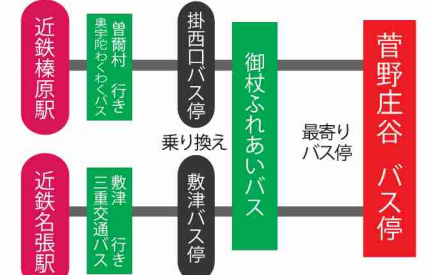 近鉄榛原駅
曽爾村 行き
奥宇陀わくわくバス
掛西口バス停
御杖ふれあいバス
菅野庄谷 バス停
乗り換え
最寄り
バス停
近鉄名張駅
敷津 行き
三重交通バス
敷津バス停